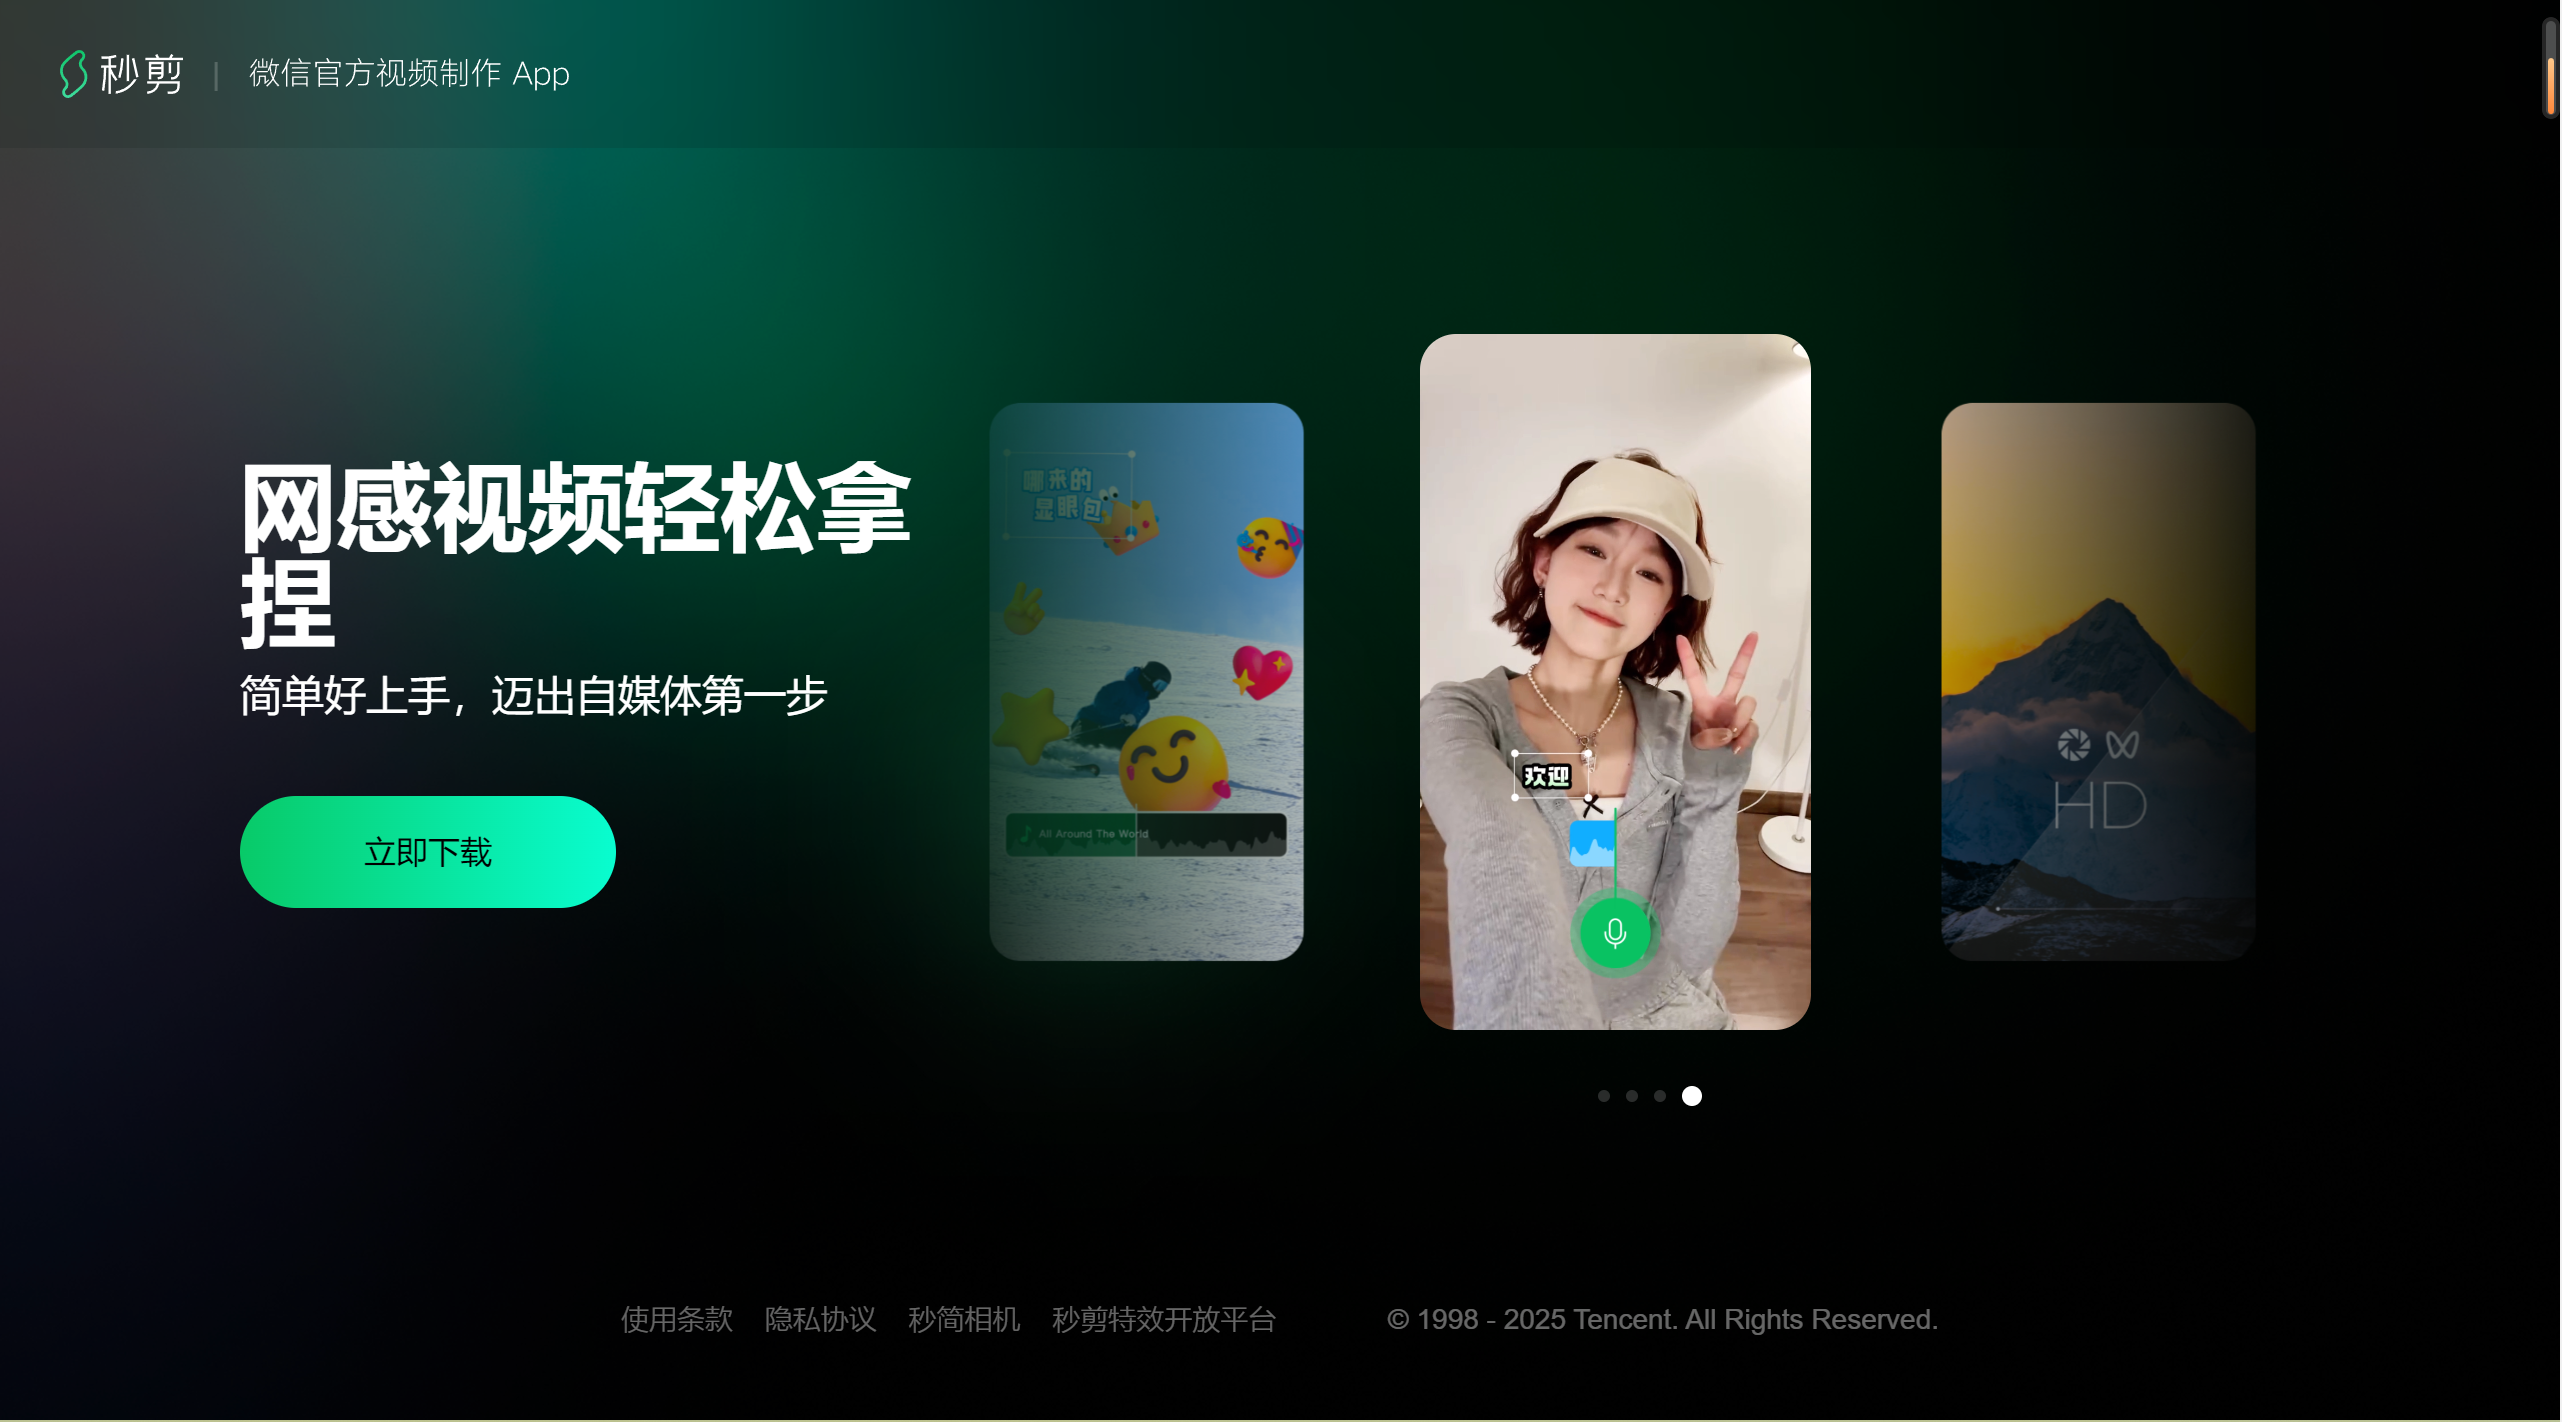 秒剪 | 微信官方视频制作 App
网感视频轻松拿
捏
简单好上手，迈出自媒体第一步
立即下载
哪来的
显眼包
All Around The World
欢迎
HD
使用条款 隐私协议 秒简相机 秒剪特效开放平台 © 1998 - 2025 Tencent. All Rights Reserved.